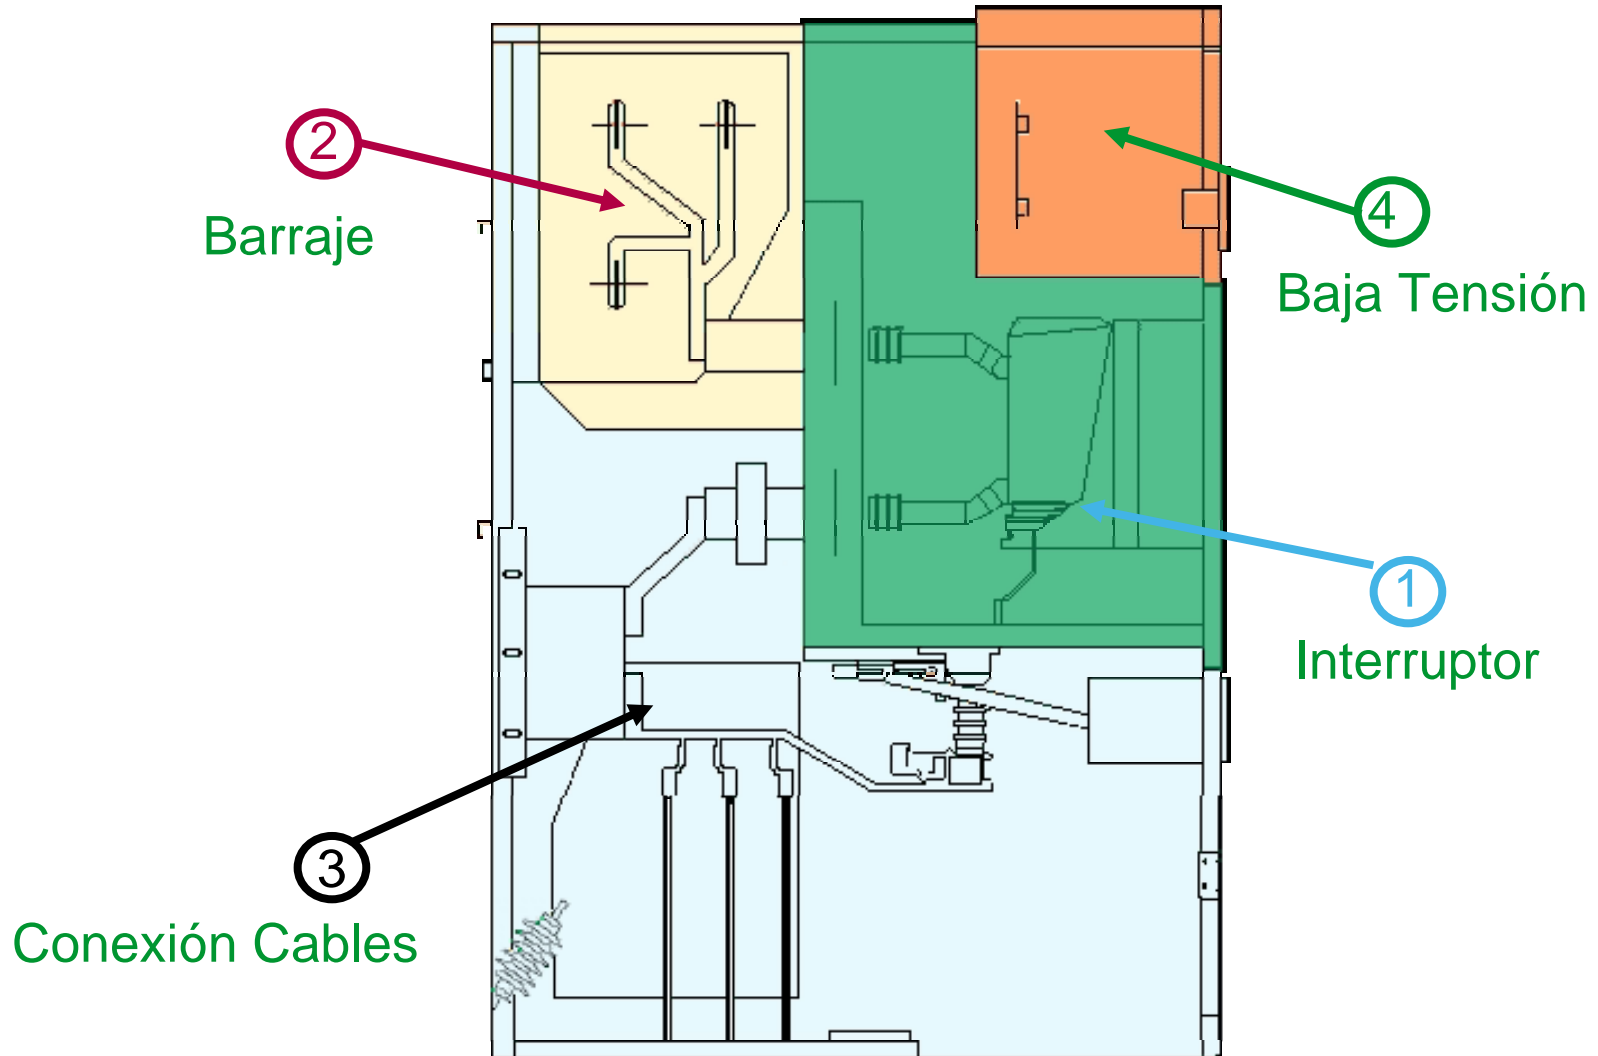 2
Barraje
4
Baja Tensión
1
Interruptor
3
Conexión Cables